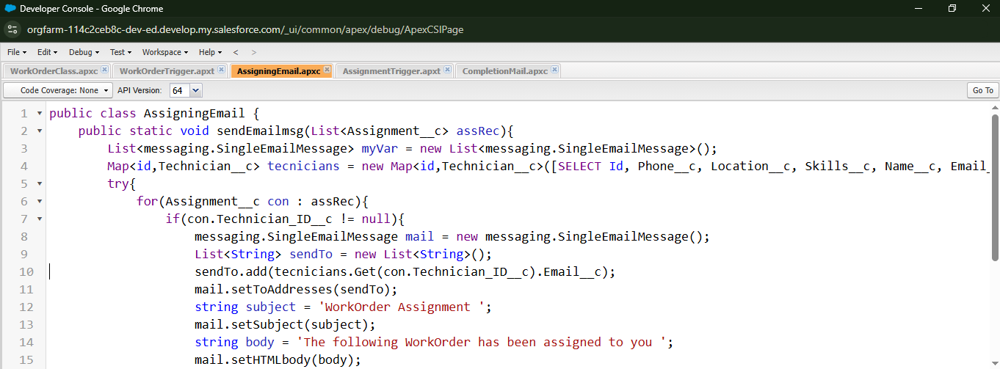 Developer Console - Google Chrome
orgfarm-114c2ceb8c-dev-ed.develop.my.salesforce.com/_ui/common/apex/debug/ApexCSIPage
File Edit Debug Test Workspace Help < >
WorkOrderClass.apxc WorkOrderTrigger.apxt AssigningEmail.apxc AssignmentTrigger.apxt CompletionMail.apxc
Code Coverage: None API Version: 64 Go To
1 public class AssigningEmail {
2 public static void sendEmailmsg(List<Assignment__c> assRec){
3 List<messaging.SingleEmailMessage> myVar = new List<messaging.SingleEmailMessage>();
4 Map<id,Technician__c> tecnicians = new Map<id,Technician__c>([SELECT Id, Phone__c, Location__c, Skills__c, Name__c, Email_
5 try{
6 for(Assignment__c con : assRec){
7 if(con.Technician_ID__c != null){
8 messaging.SingleEmailMessage mail = new messaging.SingleEmailMessage();
9 List<String> sendTo = new List<String>();
10 sendTo.add(tecnicians.Get(con.Technician_ID__c).Email__c);
11 mail.setToAddresses(sendTo);
12 string subject = 'WorkOrder Assignment ';
13 mail.setSubject(subject);
14 string body = 'The following WorkOrder has been assigned to you ';
15 mail.setHTMLbody(body);